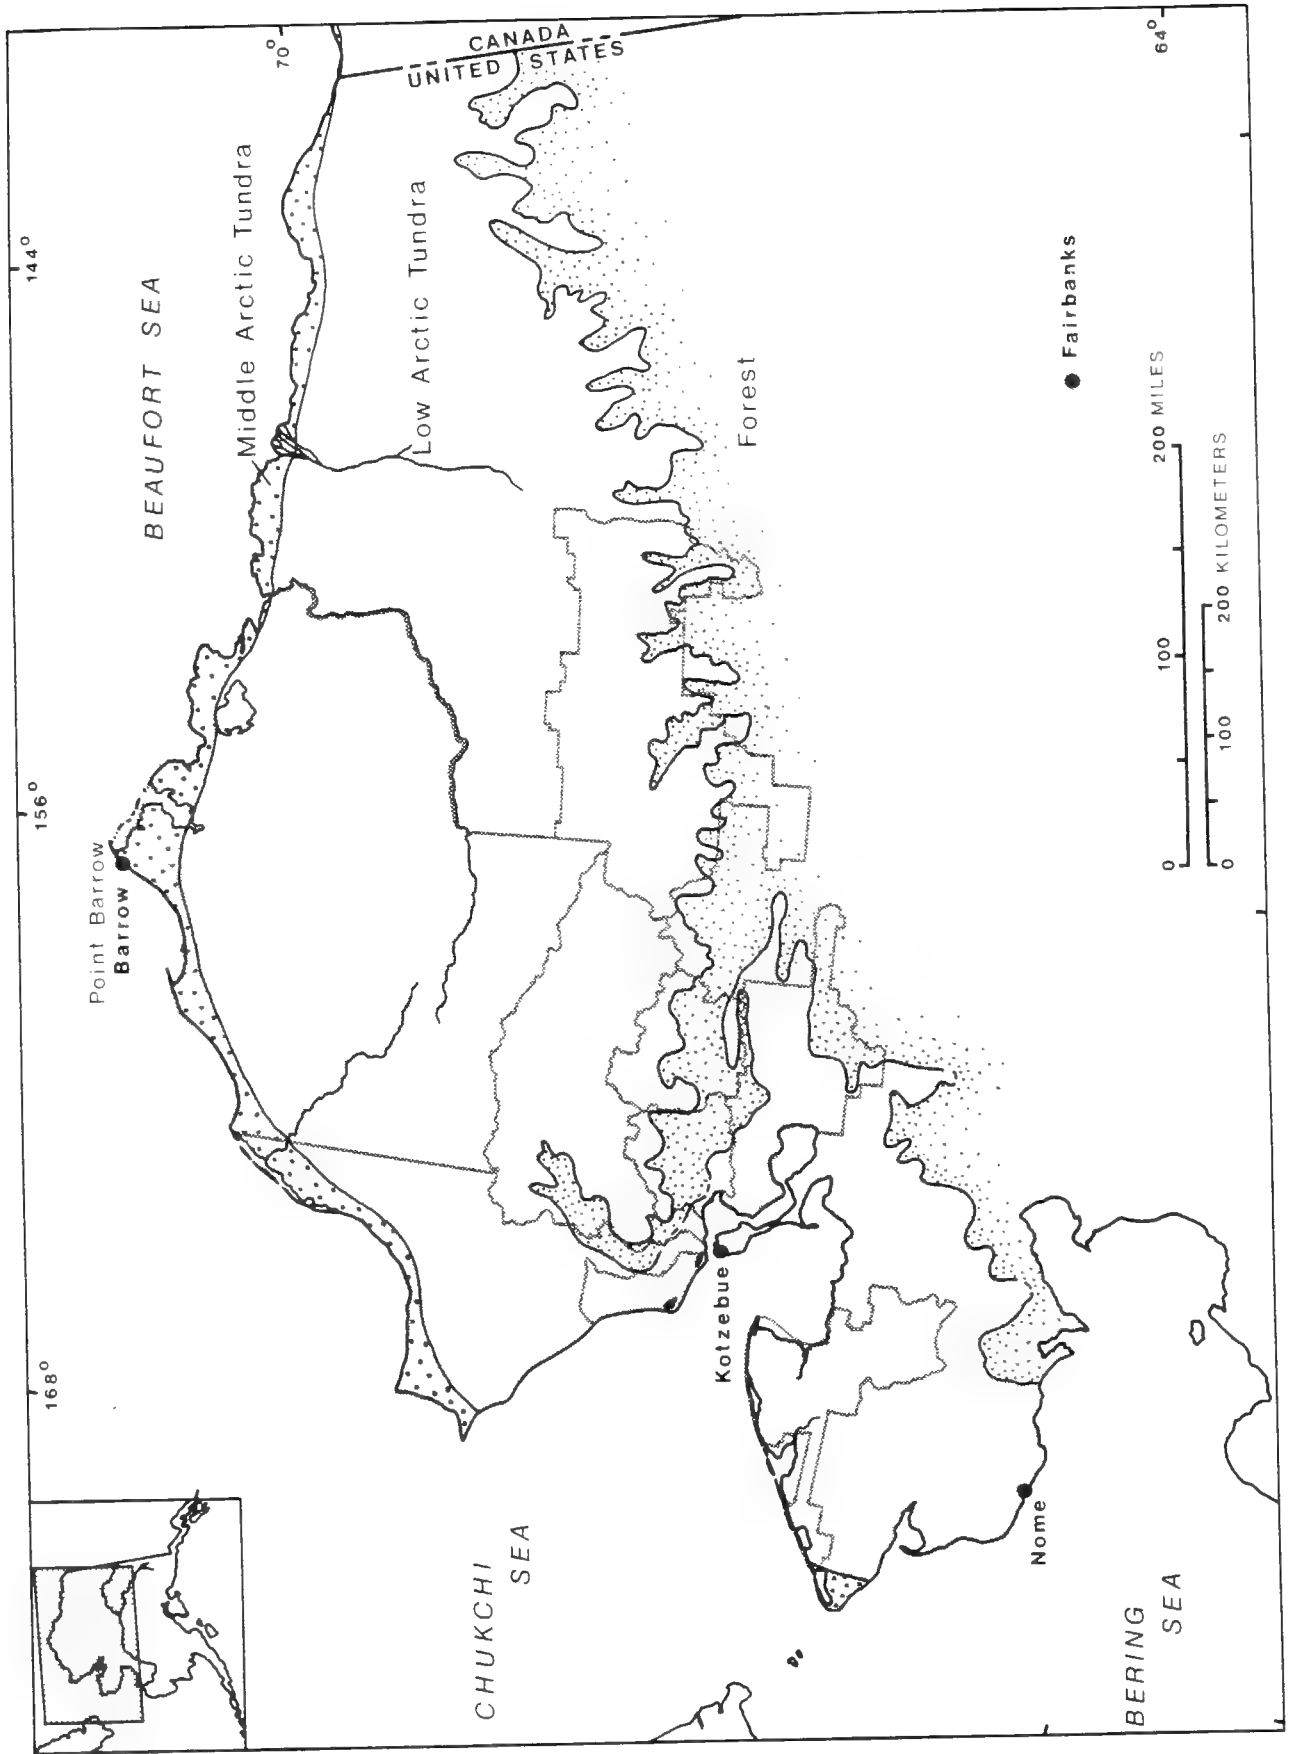 168°
156°
144°
Point Barrow
Barrow
BEAUFORT SEA
Middle Arctic Tundra
70°
Low Arctic Tundra
CANADA
UNITED STATES
CHUKCHI
SEA
Kotzebue
Forest
Nome
Fairbanks
BERING
SEA
0 100 200 MILES
0 100 200 KILOMETERS
64°